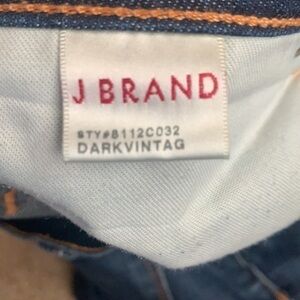 J BRAND
STY#8112C032
DARKVINTAG